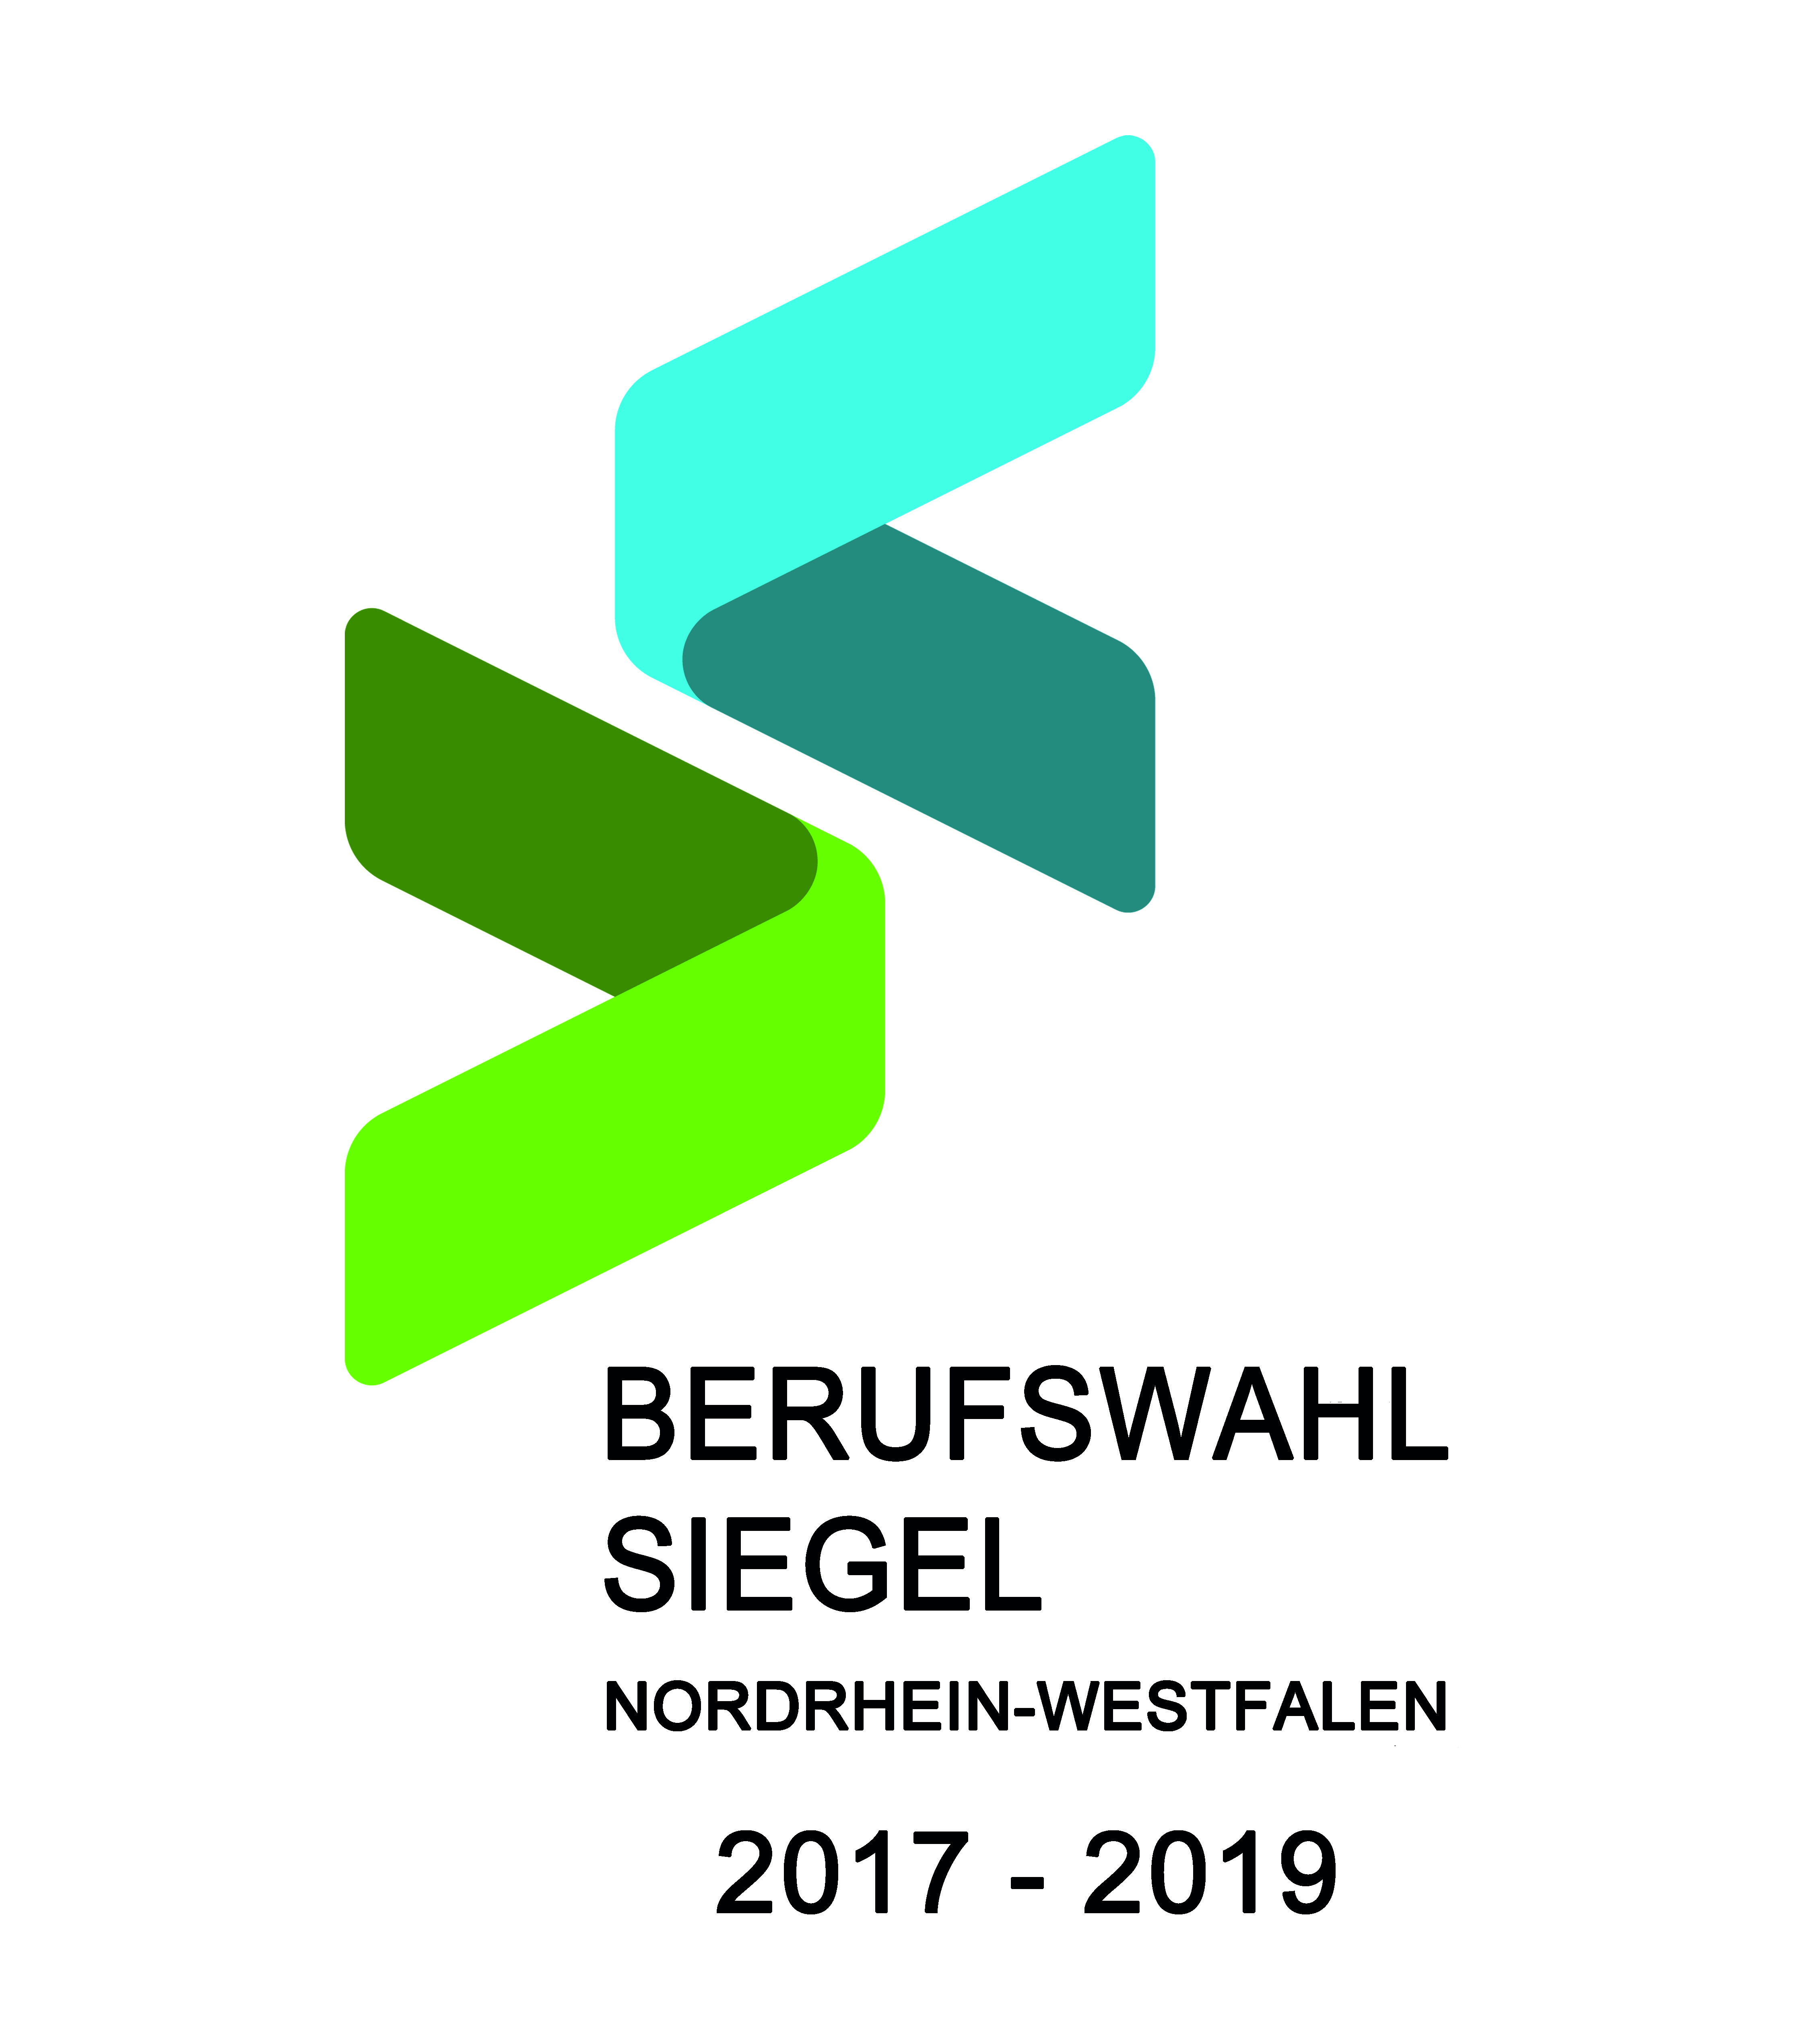 BERUFSWAHL
SIEGEL
NORDRHEIN-WESTFALEN
2017 - 2019